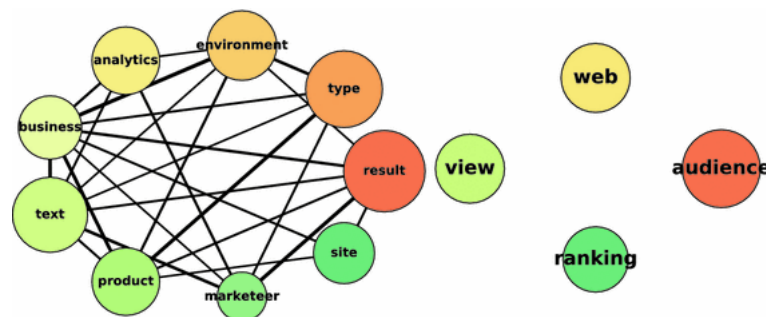 environment
analytics
type
business
result
text
site
product
marketeer
web
view
audience
ranking